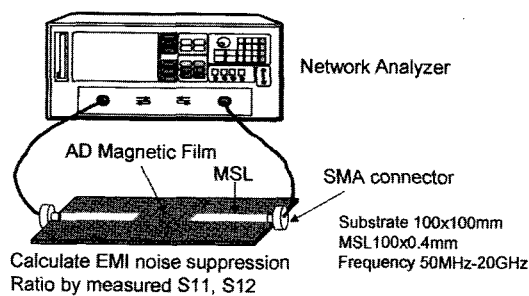 Network Analyzer
AD Magnetic Film
MSL
SMA connector
Substrate 100x100mm
MSL100x0.4mm
Frequency 50MHz-20GHz
Calculate EMI noise suppression
Ratio by measured S11, S12